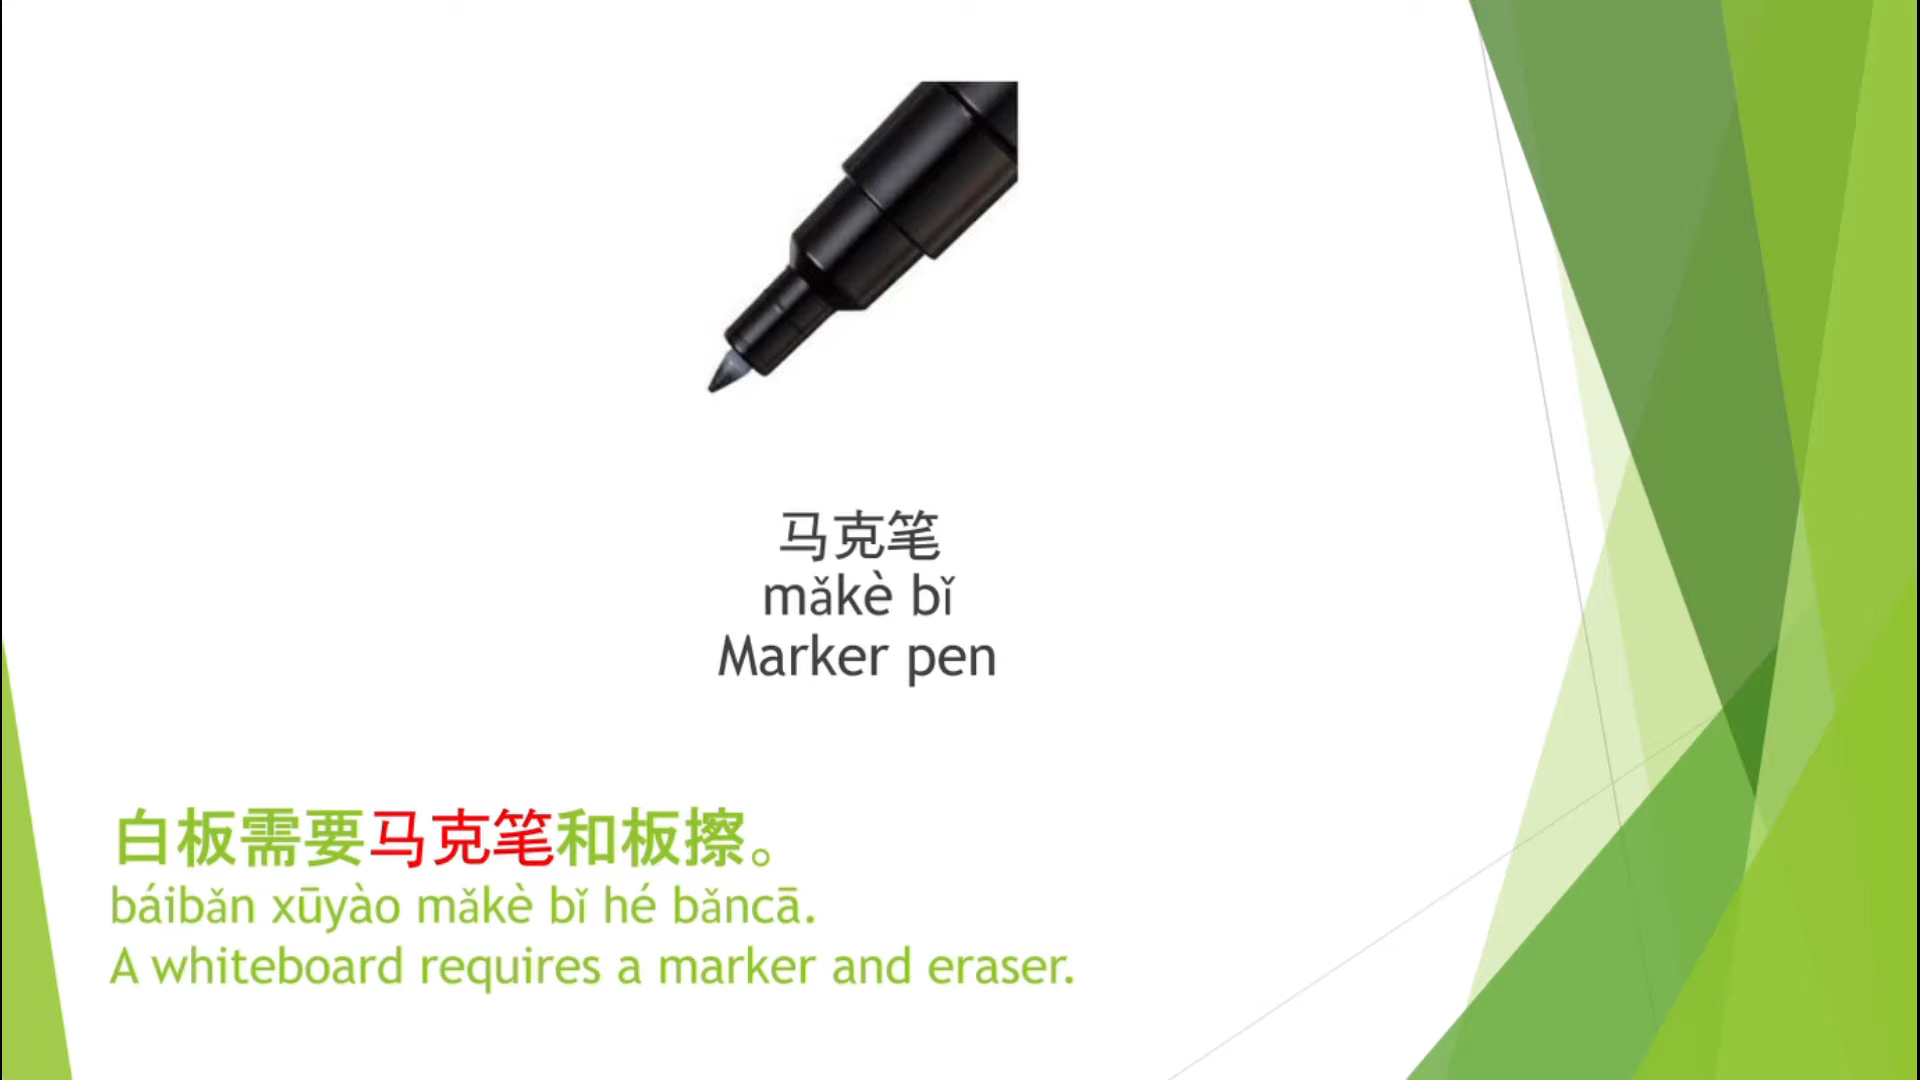 马克笔
mǎkè bǐ
Marker pen
白板需要马克笔和板擦。
báibǎn xūyào mǎkè bǐ hé bǎncā.
A whiteboard requires a marker and eraser.